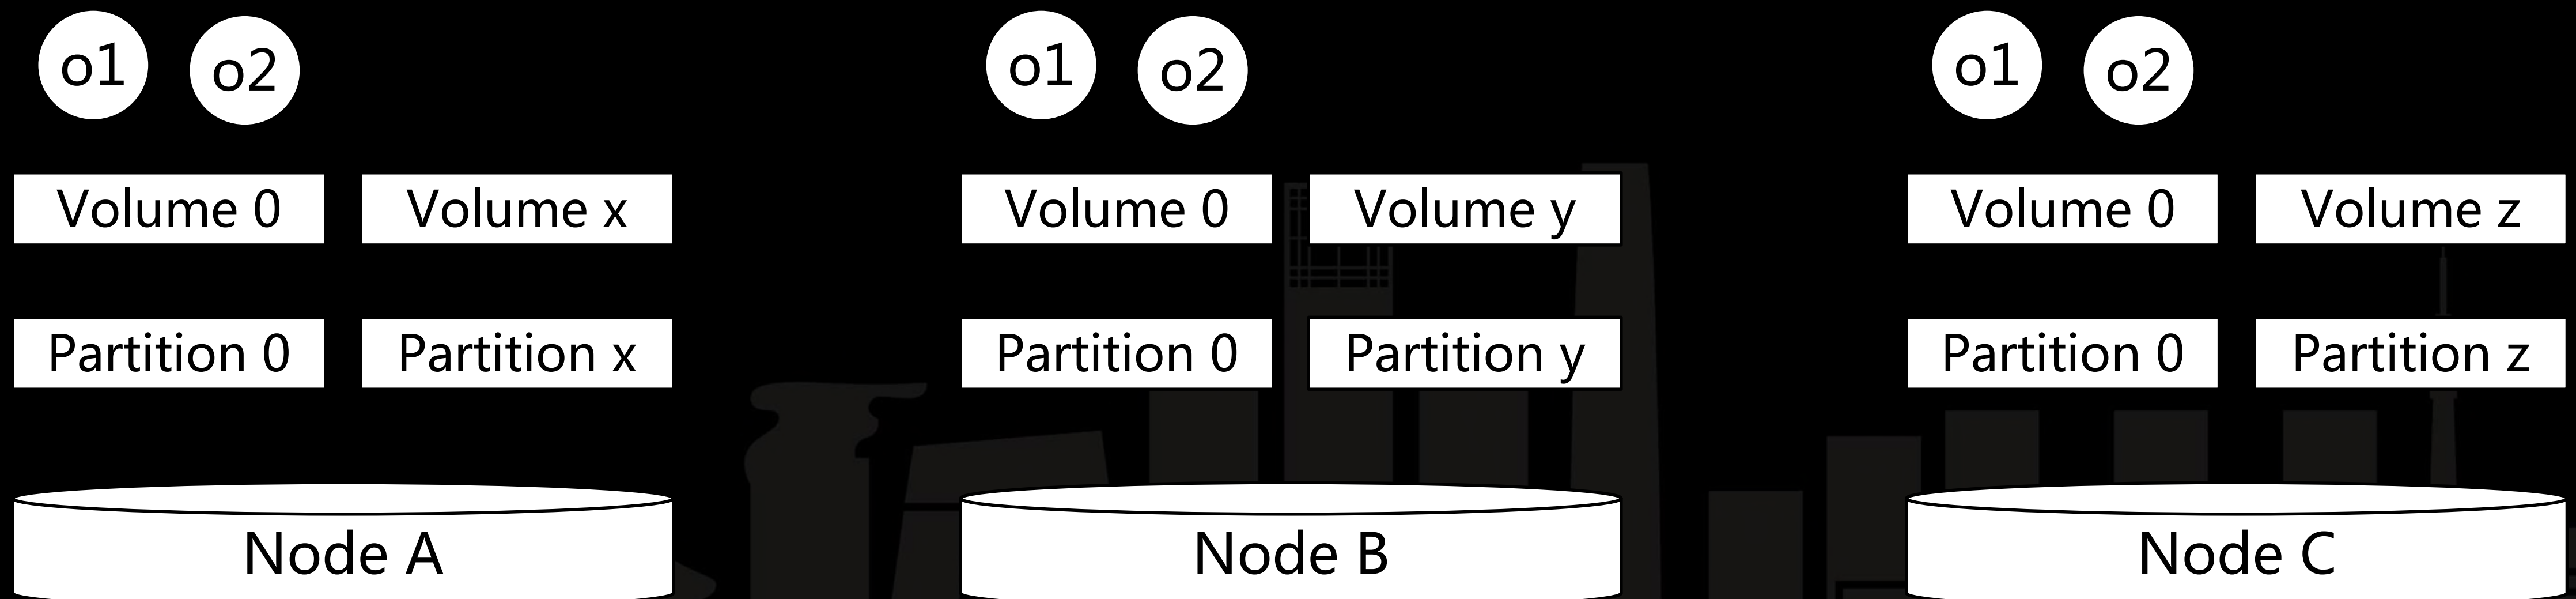 o1 o2 o1 o2 o1 o2
Volume 0 Volume x Volume 0 Volume y Volume 0 Volume z
Partition 0 Partition x Partition 0 Partition y Partition 0 Partition z
Node A Node B Node C